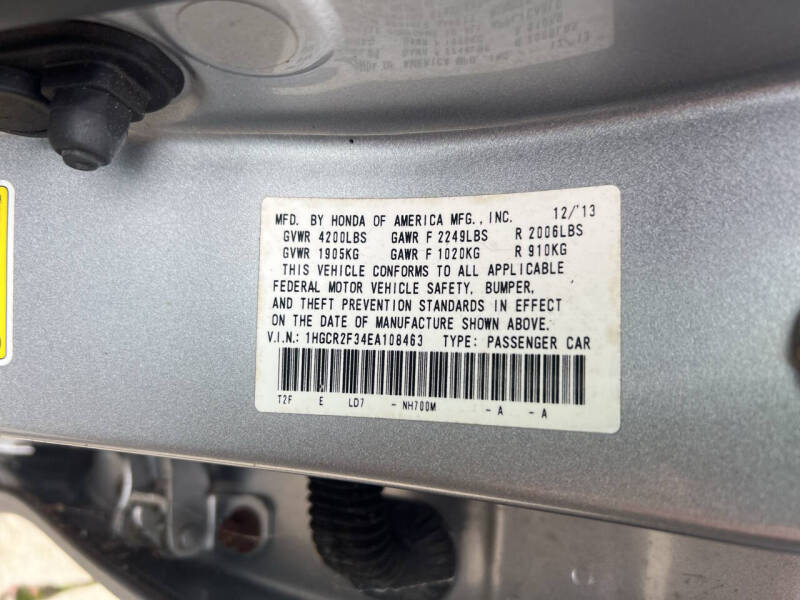 MFD. BY HONDA OF AMERICA MFG., INC. 12/'13
GVWR 4200LBS GAWR F 2249LBS R 2006LBS
GVWR 1905KG GAWR F 1020KG R 910KG
THIS VEHICLE CONFORMS TO ALL APPLICABLE
FEDERAL MOTOR VEHICLE SAFETY, BUMPER,
AND THEFT PREVENTION STANDARDS IN EFFECT
ON THE DATE OF MANUFACTURE SHOWN ABOVE.
V.I.N.: 1HGCR2F34EA108463 TYPE: PASSENGER CAR
T2F E LD7 - NH700M - A - A